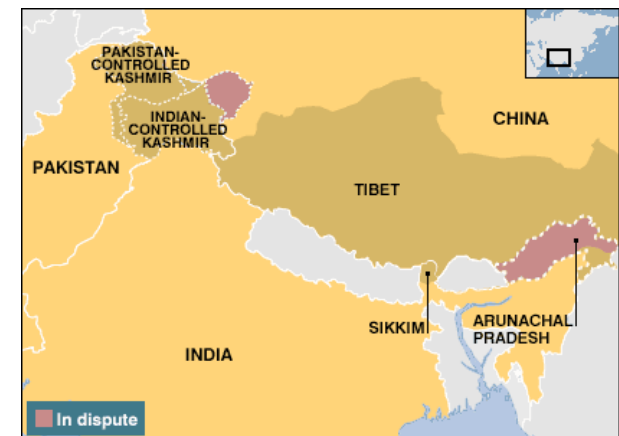 PAKISTAN-
CONTROLLED
KASHMIR
INDIAN-
CONTROLLED
KASHMIR
CHINA
PAKISTAN
TIBET
SIKKIM
ARUNACHAL
PRADESH
INDIA
In dispute